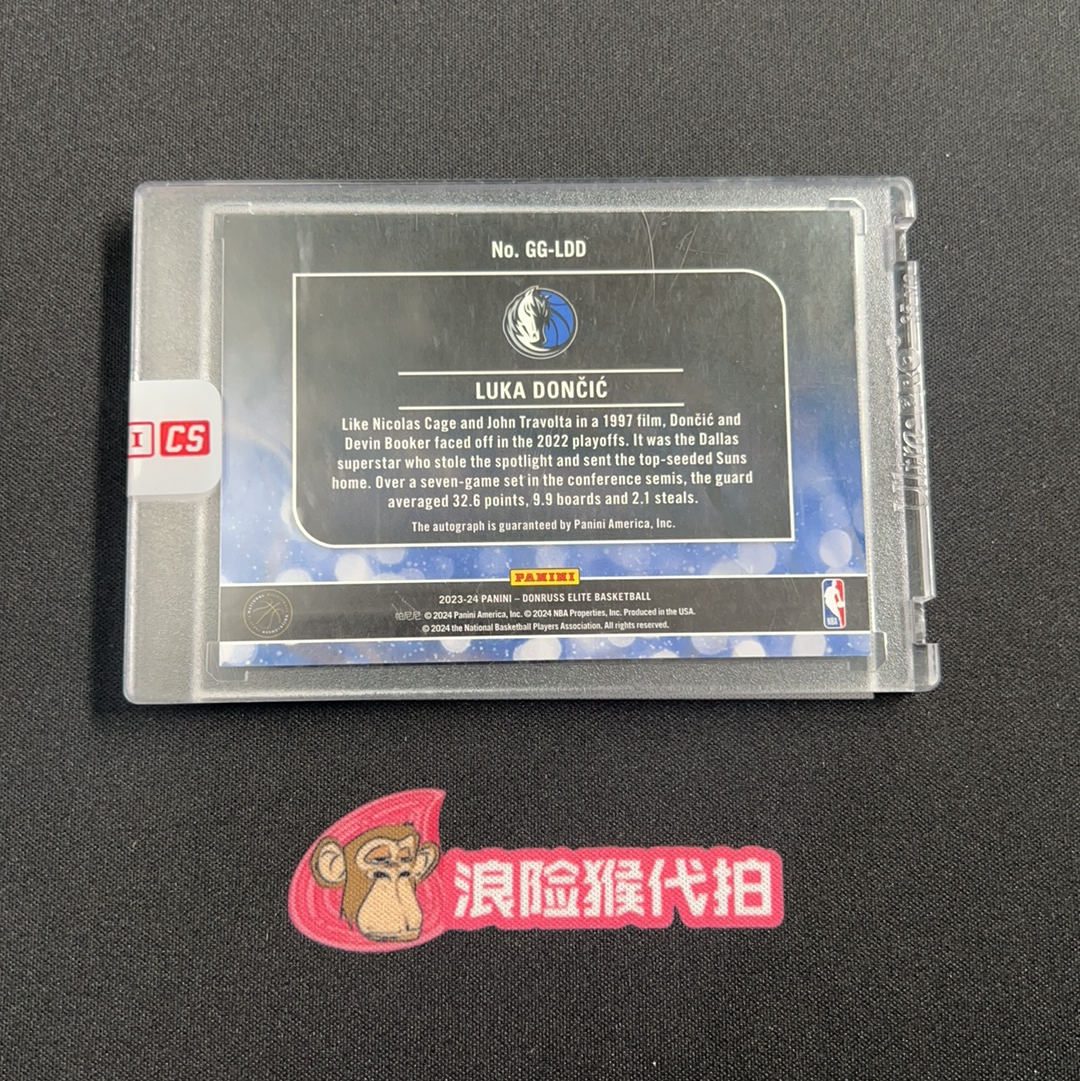 No. GG-LDD
LUKA DONČIĆ
Like Nicolas Cage and John Travolta in a 1997 film, Dončić and
Devin Booker faced off in the 2022 playoffs. It was the Dallas
superstar who stole the spotlight and sent the top-seeded Suns
home. Over a seven-game set in the conference semis, the guard
averaged 32.6 points, 9.9 boards and 2.1 steals.
The autograph is guaranteed by Panini America, Inc.
PANINI
2023-24 PANINI – DONRUSS ELITE BASKETBALL
帕尼尼 © 2024 Panini America, Inc. © 2024 NBA Properties, Inc. Produced in the USA.
© 2024 the National Basketball Players Association. All rights reserved.
NBA
I CS
Ultra PRO
浪险猴代拍